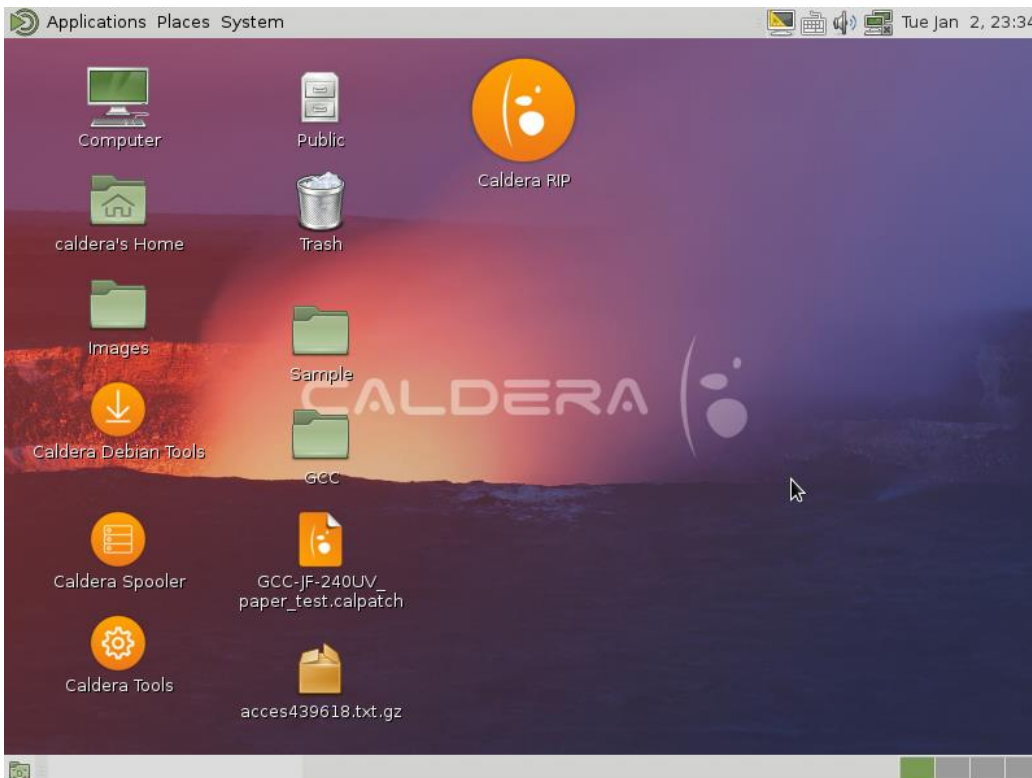 Applications Places System
Tue Jan 2, 23:34
Computer
Public
Caldera RIP
caldera's Home
Trash
Images
Sample
CALDERA
Caldera Debian Tools
GCC
Caldera Spooler
GCC-JF-240UV_
paper_test.calpatch
Caldera Tools
acces439618.txt.gz